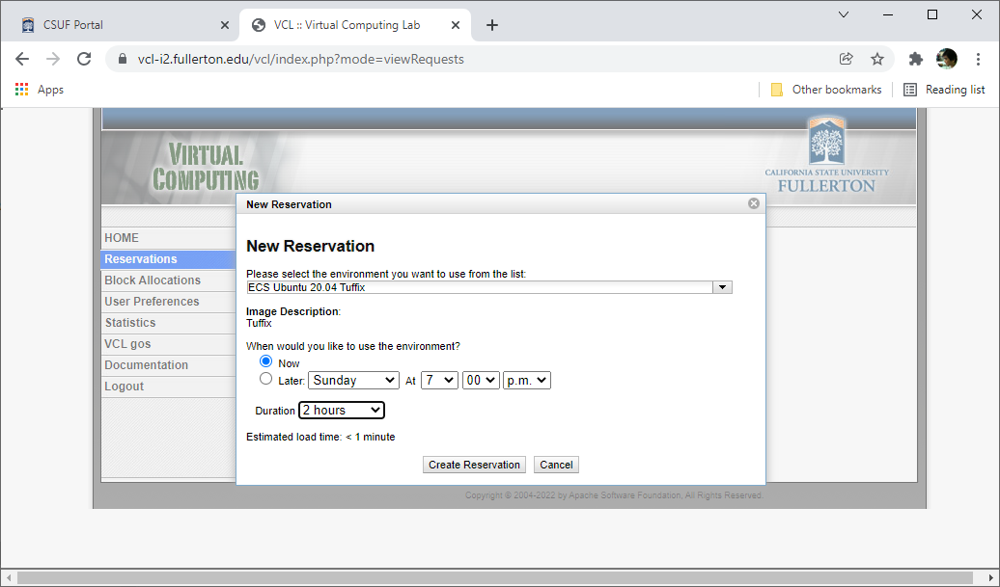 CSUF Portal
VCL :: Virtual Computing Lab
vcl-i2.fullerton.edu/vcl/index.php?mode=viewRequests
Apps
Other bookmarks
Reading list
VIRTUAL
COMPUTING
CALIFORNIA STATE UNIVERSITY
FULLERTON
HOME
Reservations
Block Allocations
User Preferences
Statistics
VCL gos
Documentation
Logout
New Reservation
New Reservation
Please select the environment you want to use from the list:
ECS Ubuntu 20.04 Tuffix
Image Description:
Tuffix
When would you like to use the environment?
Now
Later: Sunday At 7 00 p.m.
Duration 2 hours
Estimated load time: < 1 minute
Create Reservation Cancel
Copyright © 2004-2022 by Apache Software Foundation, All Rights Reserved.